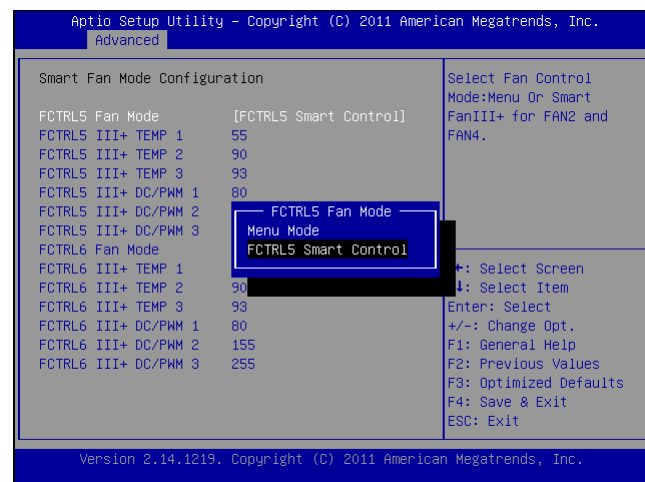 Aptio Setup Utility – Copyright (C) 2011 American Megatrends, Inc.
Advanced
Smart Fan Mode Configuration
FCTRL5 Fan Mode [FCTRL5 Smart Control]
FCTRL5 III+ TEMP 1 55
FCTRL5 III+ TEMP 2 90
FCTRL5 III+ TEMP 3 93
FCTRL5 III+ DC/PWM 1 80
FCTRL5 III+ DC/PWM 2
FCTRL5 III+ DC/PWM 3
FCTRL6 Fan Mode
FCTRL6 III+ TEMP 1
FCTRL6 III+ TEMP 2 90
FCTRL6 III+ TEMP 3 93
FCTRL6 III+ DC/PWM 1 80
FCTRL6 III+ DC/PWM 2 155
FCTRL6 III+ DC/PWM 3 255
FCTRL5 Fan Mode
Menu Mode
FCTRL5 Smart Control
Select Fan Control
Mode:Menu Or Smart
FanIII+ for FAN2 and
FAN4.
: Select Screen
: Select Item
Enter: Select
+/-: Change Opt.
F1: General Help
F2: Previous Values
F3: Optimized Defaults
F4: Save & Exit
ESC: Exit
Version 2.14.1219. Copyright (C) 2011 American Megatrends, Inc.